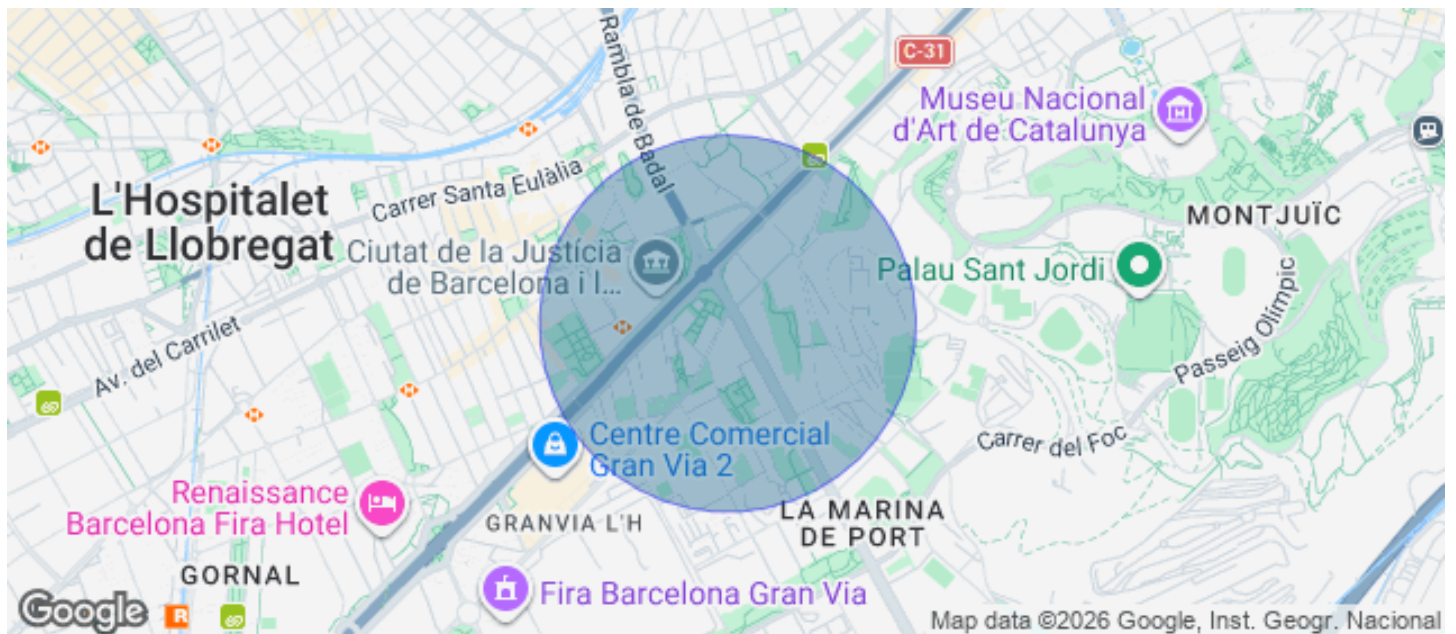 C-31
Rambla de Badal
Museu Nacional
d'Art de Catalunya
Carrer Santa Eulàlia
L'Hospitalet
de Llobregat
MONTJUÏC
Ciutat de la Justícia
de Barcelona i l...
Palau Sant Jordi
Av. del Carrilet
Passeig Olímpic
Centre Comercial
Gran Via 2
Carrer del Foc
Renaissance
Barcelona Fira Hotel
GRANVIA L'H
LA MARINA
DE PORT
GORNAL
Fira Barcelona Gran Via
Google
R
Map data ©2026 Google, Inst. Geogr. Nacional